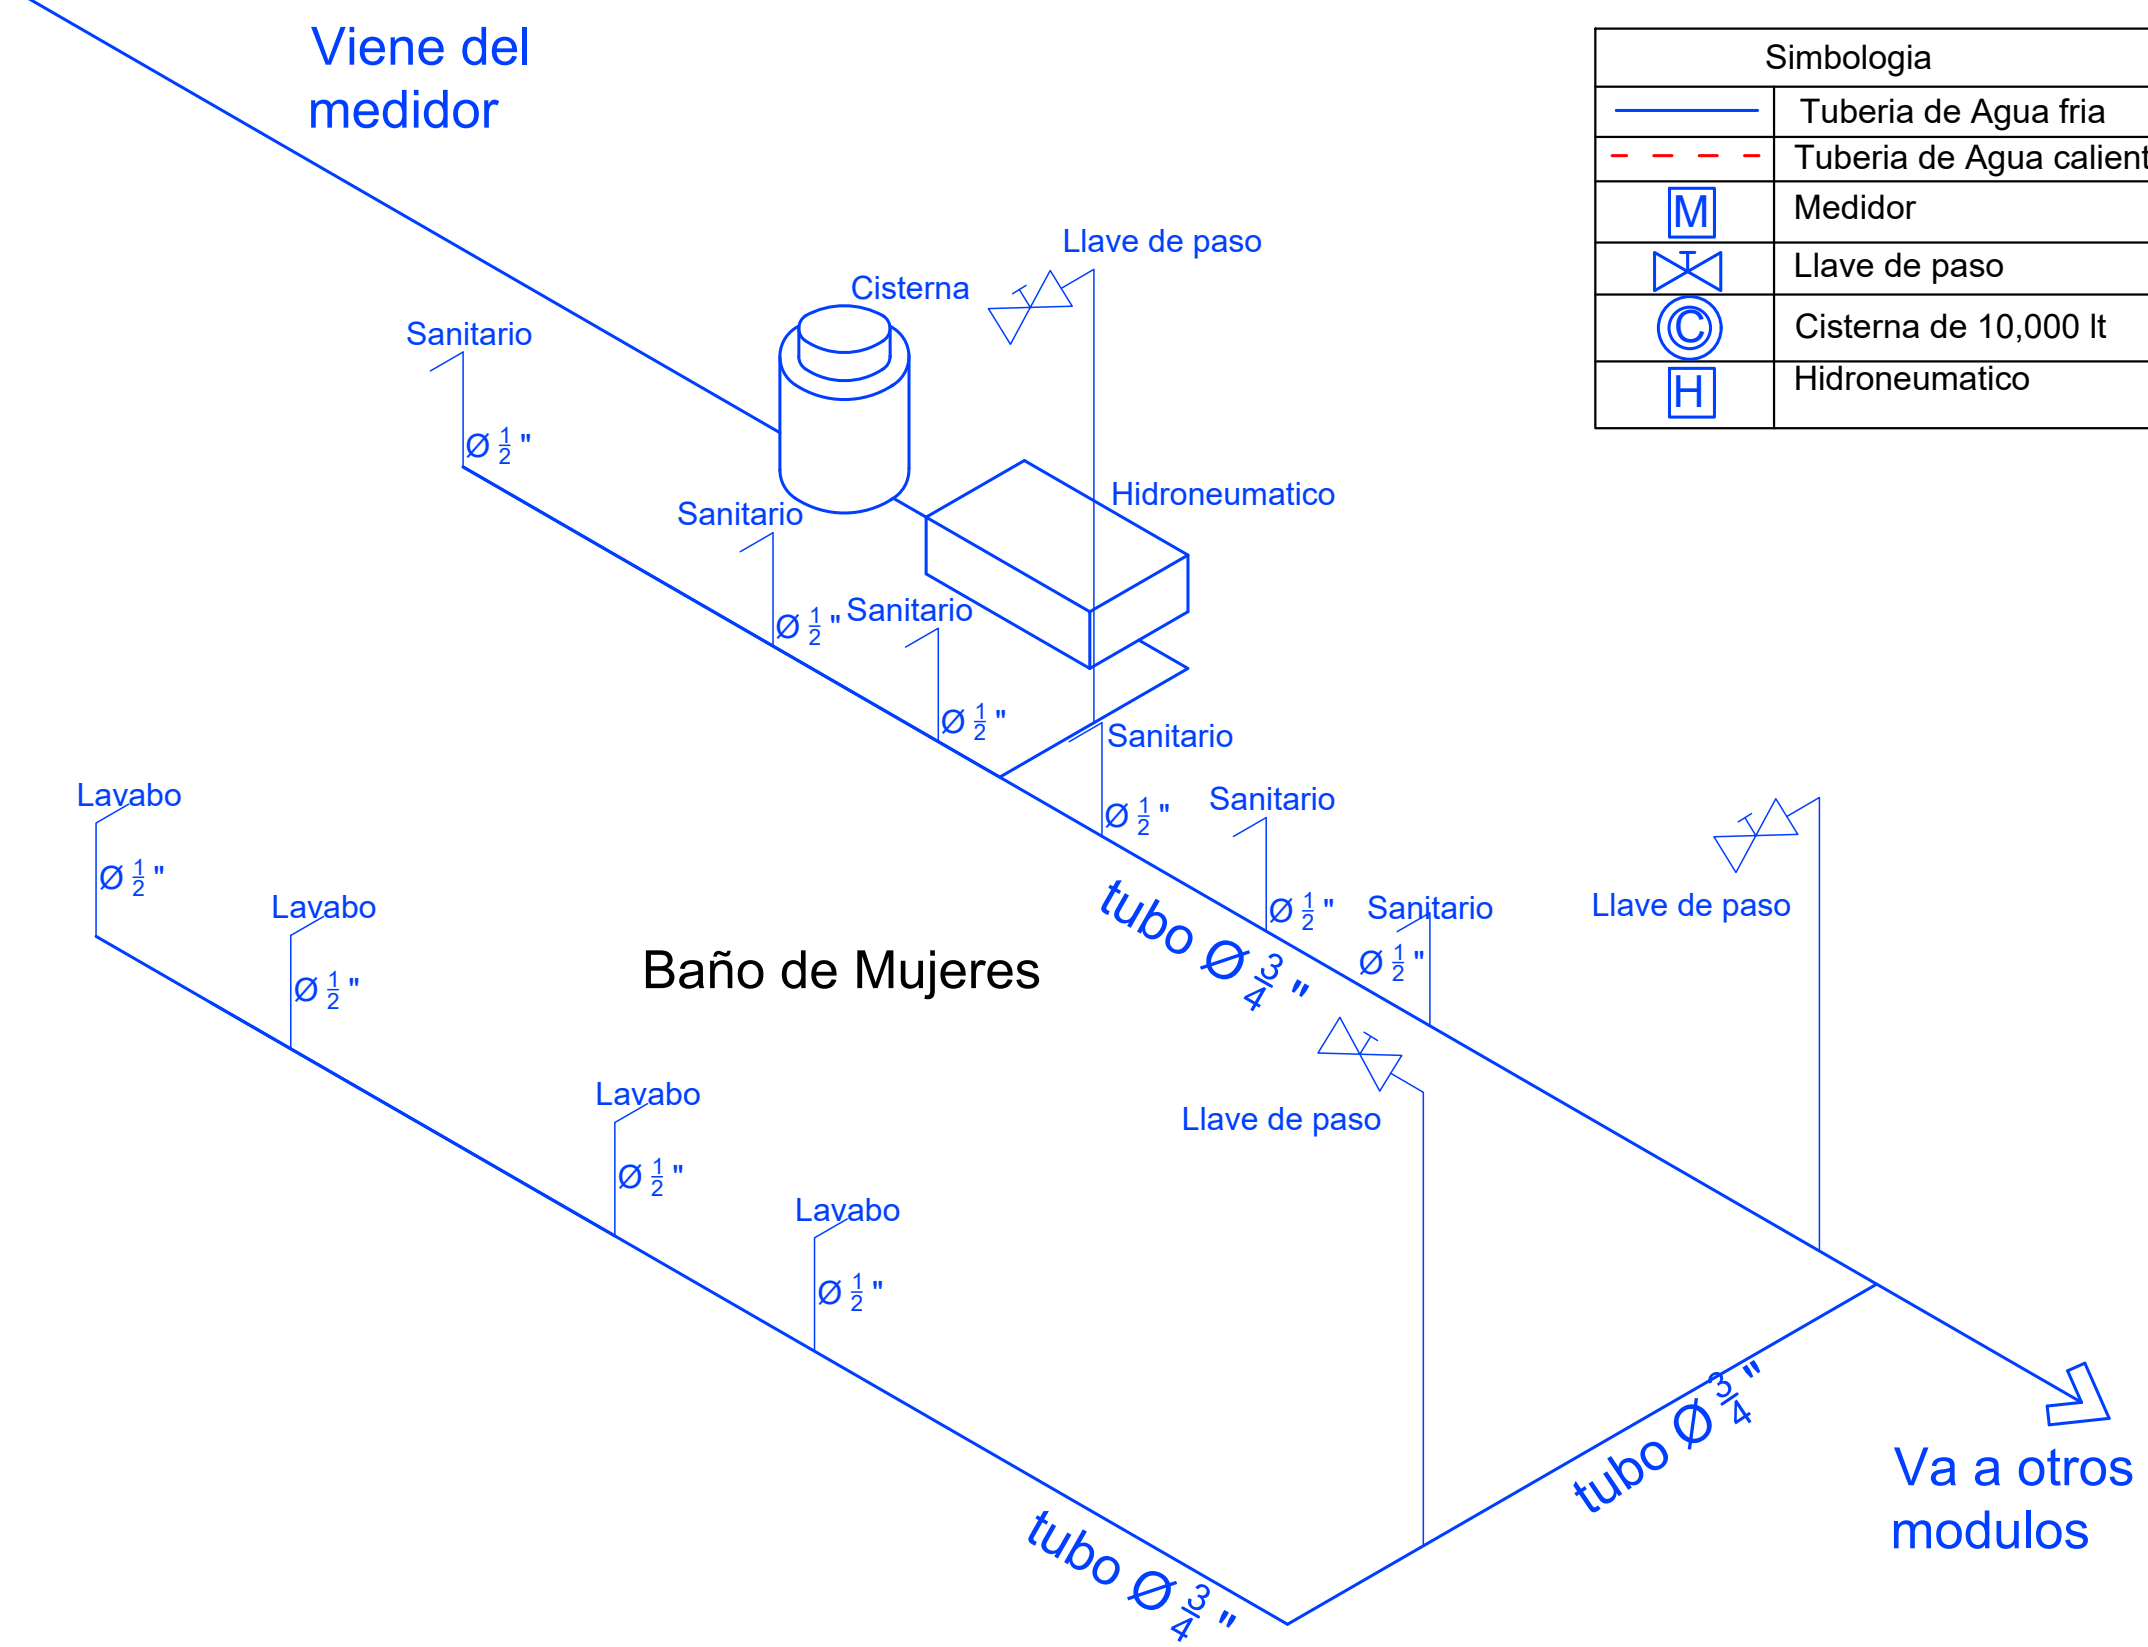 Viene del
medidor
Simbologia
Tuberia de Agua fria
Tuberia de Agua calient
M
Medidor
Llave de paso
C
Cisterna de 10,000 lt
H
Hidroneumatico
Llave de paso
Cisterna
Sanitario
Ø 1/2 "
Hidroneumatico
Sanitario
Ø 1/2 "
Sanitario
Ø 1/2 "
Sanitario
Ø 1/2 "
Sanitario
Ø 1/2 "
Sanitario
Ø 1/2 "
Llave de paso
tubo Ø 3/4 "
Lavabo
Ø 1/2 "
Lavabo
Ø 1/2 "
Baño de Mujeres
Lavabo
Ø 1/2 "
Llave de paso
Lavabo
Ø 1/2 "
tubo Ø 3/4 "
tubo Ø 3/4 "
Va a otros
modulos